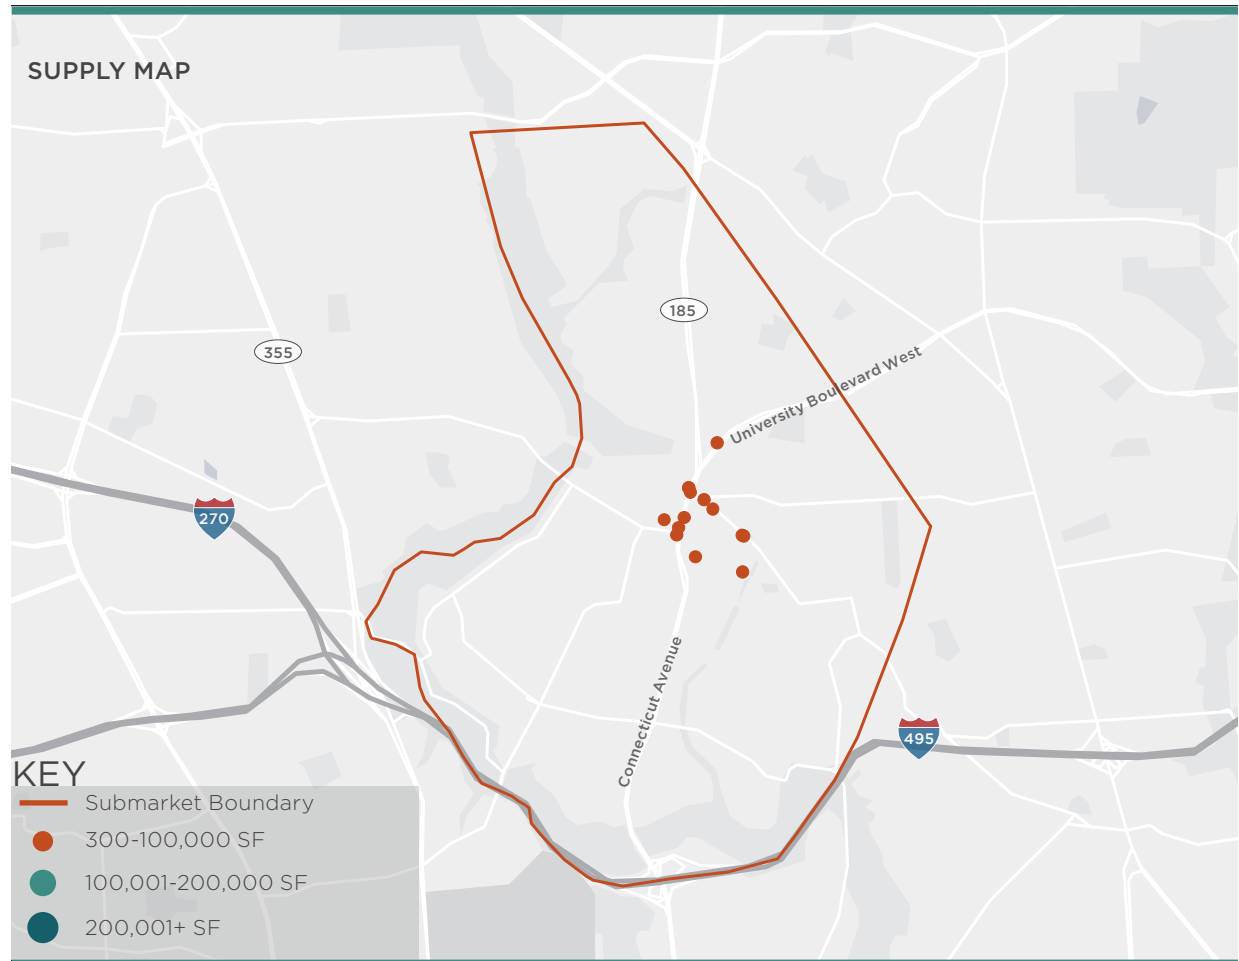 SUPPLY MAP
185
355
University Boulevard West
270
Connecticut Avenue
495
KEY
Submarket Boundary
300-100,000 SF
100,001-200,000 SF
200,001+ SF